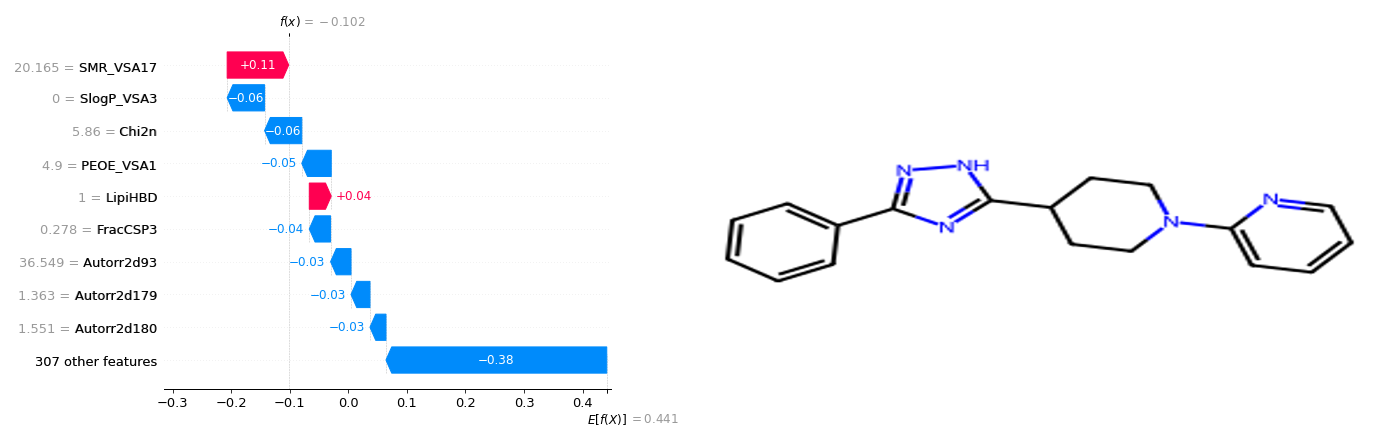 f(x) = −0.102
20.165 = SMR_VSA17
+0.11
0 = SlogP_VSA3
−0.06
5.86 = Chi2n
−0.06
4.9 = PEOE_VSA1
−0.05
1 = LipiHBD
+0.04
0.278 = FracCSP3
−0.04
36.549 = Autorr2d93
−0.03
1.363 = Autorr2d179
−0.03
1.551 = Autorr2d180
−0.03
307 other features
−0.38
−0.3 −0.2 −0.1 0.0 0.1 0.2 0.3 0.4
E[f(X)] = 0.441
N
NH
N
N
N